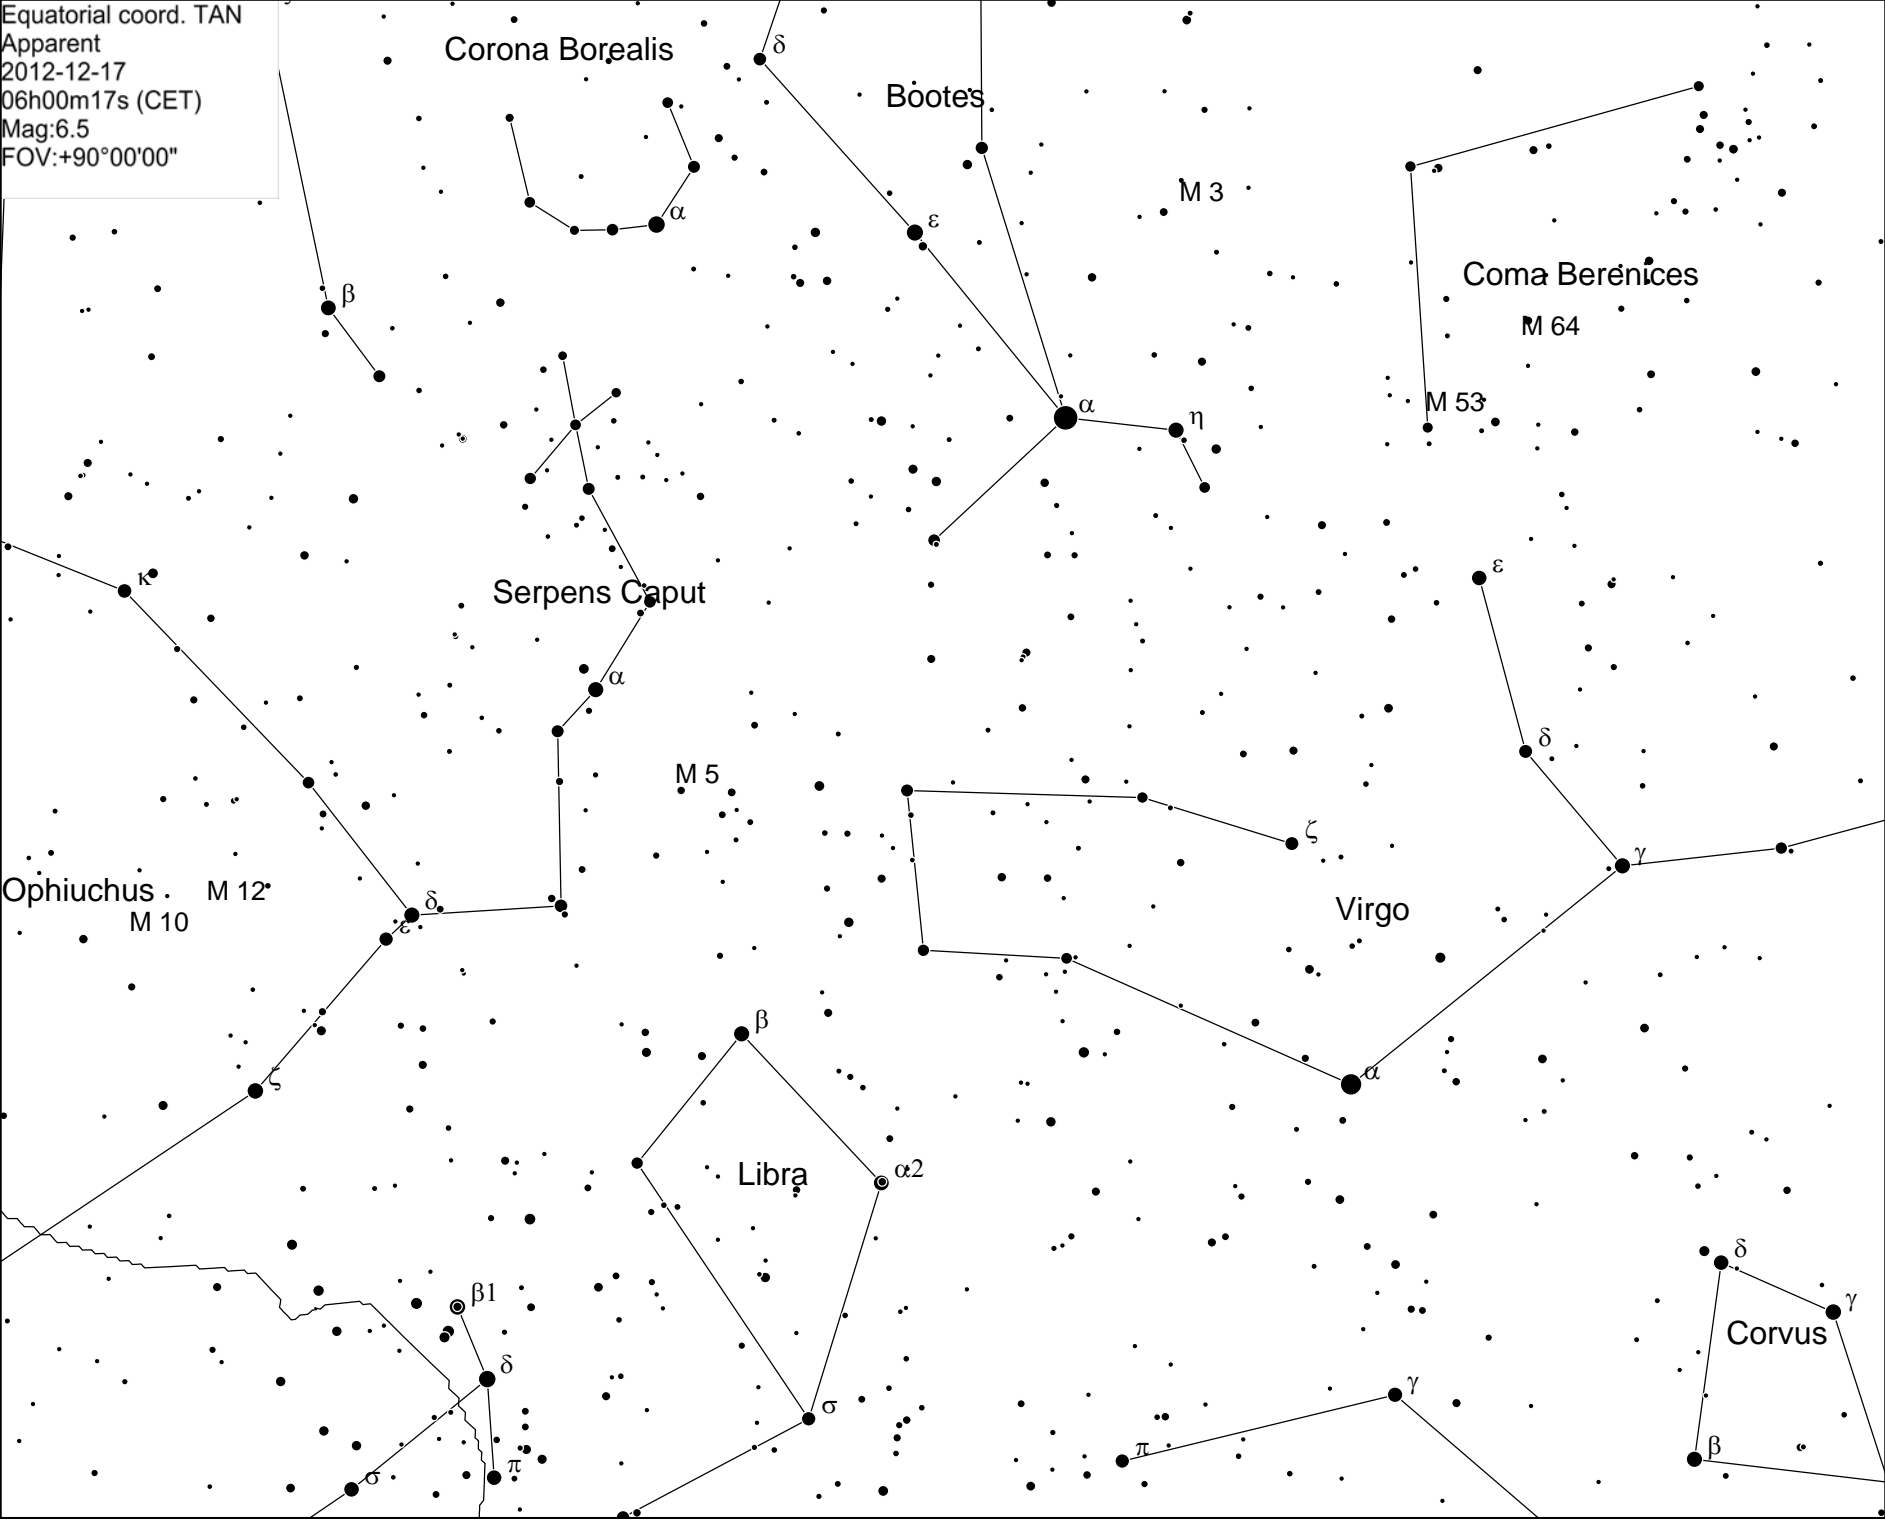 Equatorial coord. TAN
Apparent
2012-12-17
06h00m17s (CET)
Mag:6.5
FOV:+90°00'00"
Corona Borealis
δ
Bootes
M 3
α
ε
Coma Berenices
β
M 64
M 53
α
η
κ
ε
Serpens Caput
α
δ
M 5
ζ
γ
Ophiuchus
M 12
M 10
δ
ε
Virgo
β
ζ
α
Libra
α2
δ
β1
γ
Corvus
δ
γ
σ
π
β
σ
π